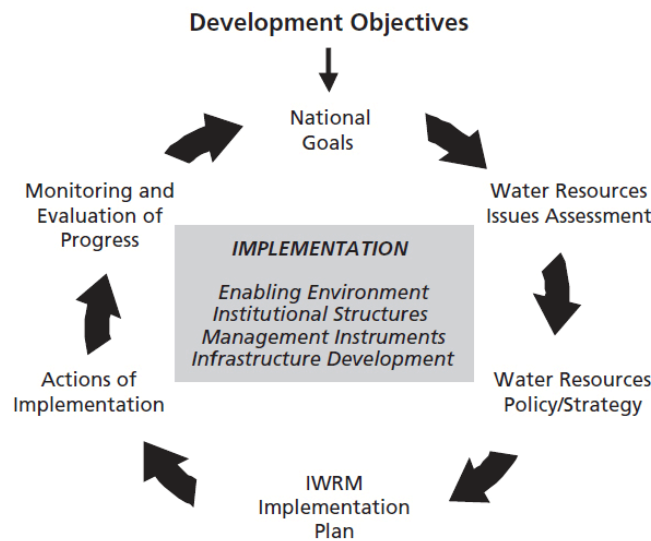 Development Objectives
National
Goals
Water Resources
Issues Assessment
Water Resources
Policy/Strategy
IWRM
Implementation
Plan
Actions of
Implementation
Monitoring and
Evaluation of
Progress
IMPLEMENTATION
Enabling Environment
Institutional Structures
Management Instruments
Infrastructure Development